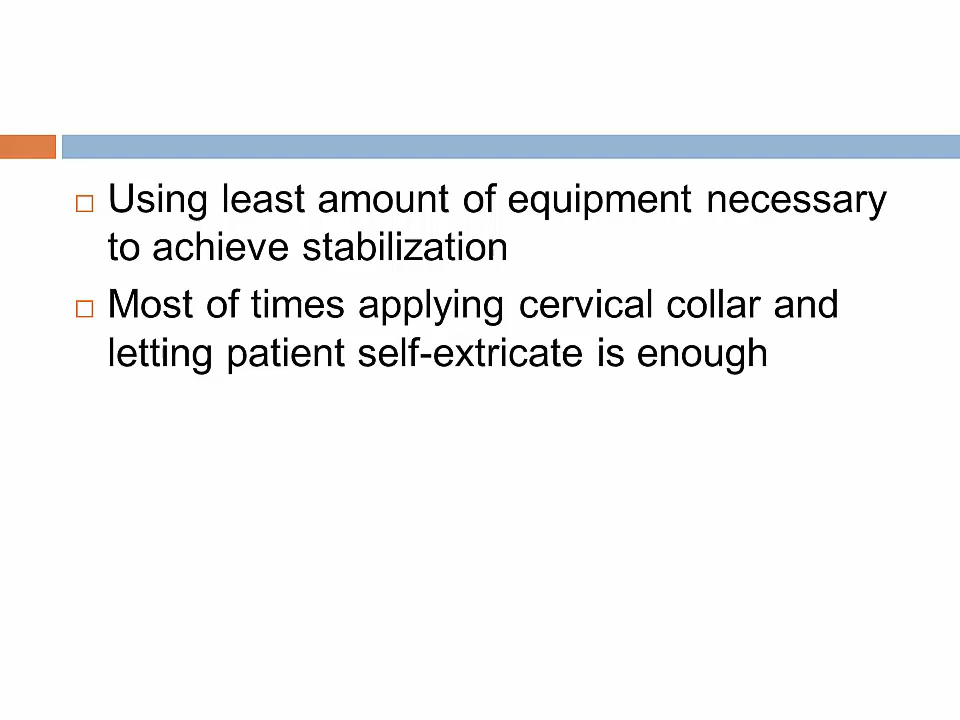 Using least amount of equipment necessary
to achieve stabilization
Most of times applying cervical collar and
letting patient self-extricate is enough